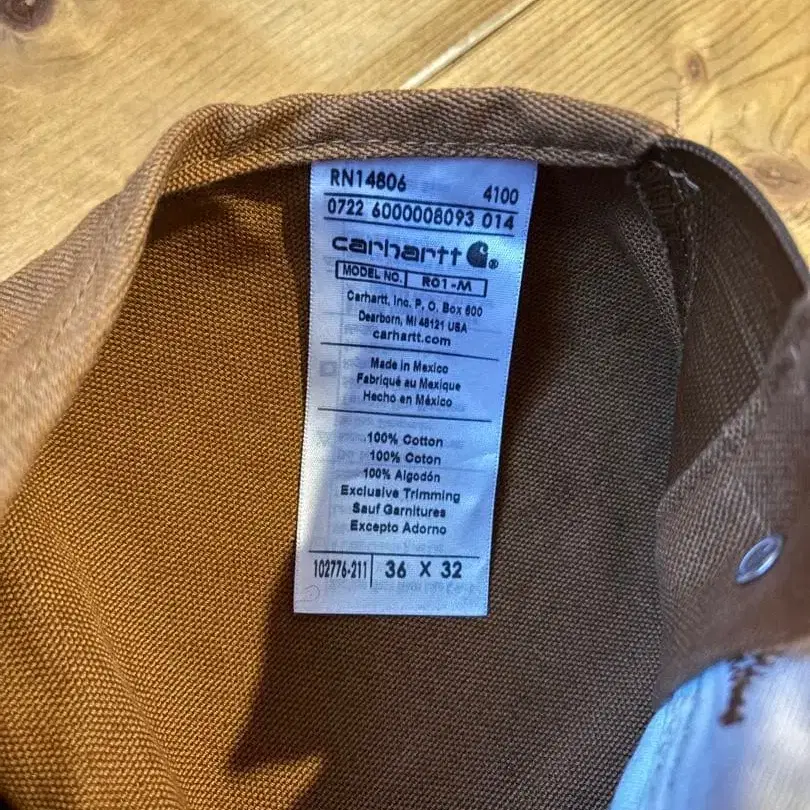 RN14806 4100
0722 6000008093 014
carhartt ®
MODEL NO. R01-M
Carhartt, Inc. P. O. Box 600
Dearborn, MI 48121 USA
carhartt.com
Made in Mexico
Fabriqué au Mexique
Hecho en México
100% Cotton
100% Coton
100% Algodón
Exclusive Trimming
Sauf Garnitures
Excepto Adorno
102776-211 36 X 32